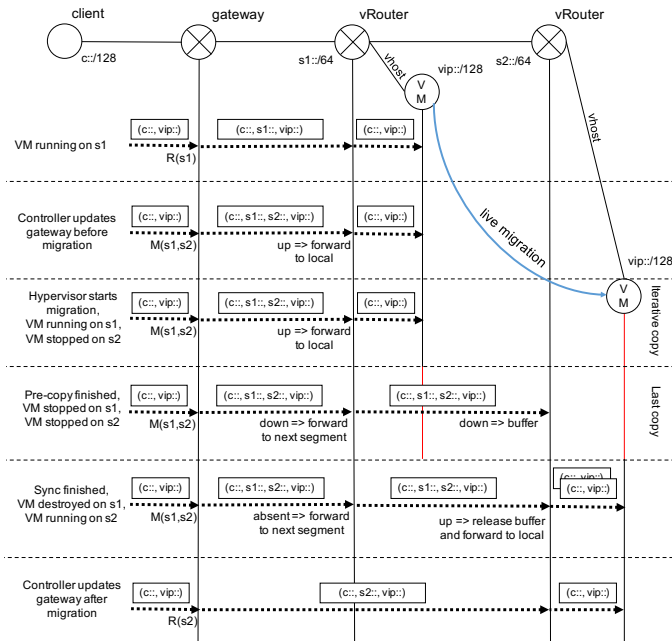 client
gateway
vRouter
vRouter
c::/128
s1::/64
s2::/64
vhost
vip::/128
V
M
vhost
(c::, vip::)
(c::, s1::, vip::)
(c::, vip::)
VM running on s1
R(s1)
live migration
(c::, vip::)
(c::, s1::, s2::, vip::)
(c::, vip::)
Controller updates
gateway before
migration
M(s1,s2)
up => forward
to local
vip::/128
V
M
(c::, vip::)
(c::, s1::, s2::, vip::)
(c::, vip::)
Hypervisor starts
migration,
VM running on s1,
VM stopped on s2
M(s1,s2)
up => forward
to local
Iterative copy
(c::, vip::)
(c::, s1::, s2::, vip::)
(c::, s1::, s2::, vip::)
Pre-copy finished,
VM stopped on s1,
VM stopped on s2
M(s1,s2)
down => forward
to next segment
down => buffer
Last copy
(c::, vip::)
(c::, vip::)
(c::, s1::, s2::, vip::)
(c::, s1::, s2::, vip::)
(c::, vip::)
Sync finished,
VM destroyed on s1,
VM running on s2
M(s1,s2)
absent => forward
to next segment
up => release buffer
and forward to local
(c::, vip::)
(c::, s2::, vip::)
(c::, vip::)
Controller updates
gateway after
migration
R(s2)